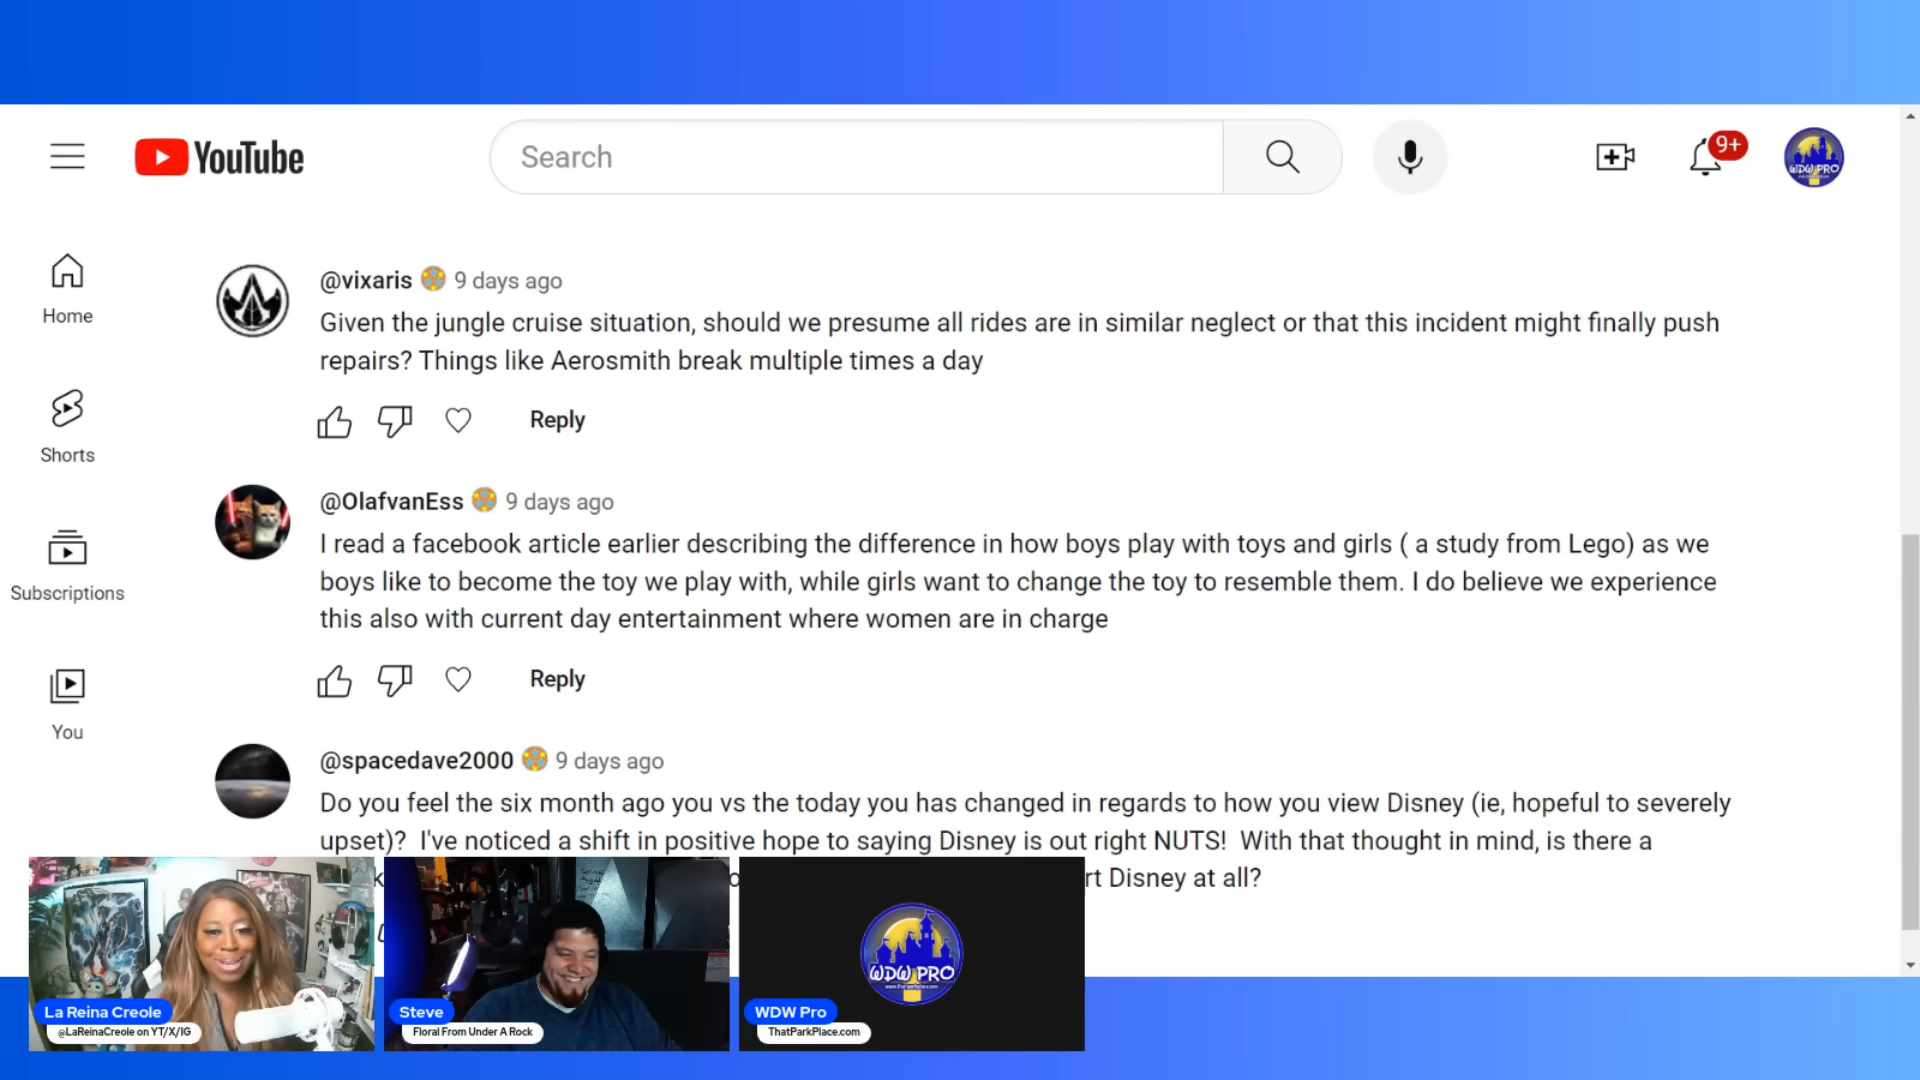 YouTube
Search
9+
WDW PRO
Home
Shorts
Subscriptions
You
@vixaris 9 days ago
Given the jungle cruise situation, should we presume all rides are in similar neglect or that this incident might finally push
repairs? Things like Aerosmith break multiple times a day
Reply
@OlafvanEss 9 days ago
I read a facebook article earlier describing the difference in how boys play with toys and girls ( a study from Lego) as we
boys like to become the toy we play with, while girls want to change the toy to resemble them. I do believe we experience
this also with current day entertainment where women are in charge
Reply
@spacedave2000 9 days ago
Do you feel the six month ago you vs the today you has changed in regards to how you view Disney (ie, hopeful to severely
upset)? I've noticed a shift in positive hope to saying Disney is out right NUTS! With that thought in mind, is there a
rt Disney at all?
WDW PRO
La Reina Creole
@LaReinaCreole on YT/X/IG
Steve
Floral From Under A Rock
WDW Pro
ThatParkPlace.com